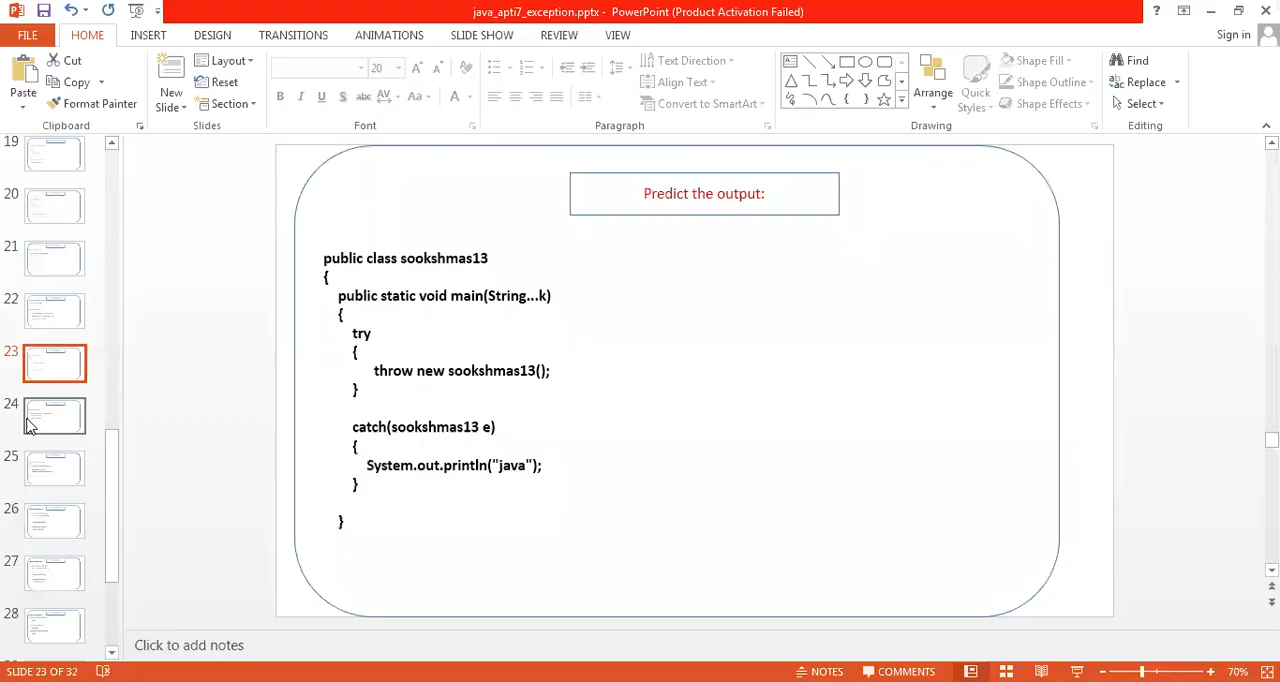 java_apti7_exception.pptx - PowerPoint (Product Activation Failed)
FILE HOME INSERT DESIGN TRANSITIONS ANIMATIONS SLIDE SHOW REVIEW VIEW Sign in
Paste
Cut
Copy
Format Painter
Clipboard
New Slide
Layout
Reset
Section
Slides
20
B I U S abc AV Aa A
Font
Text Direction
Align Text
Convert to SmartArt
Paragraph
Arrange
Quick Styles
Shape Fill
Shape Outline
Shape Effects
Drawing
Find
Replace
Select
Editing
19
20
21
22
23
24
25
26
27
28
Predict the output:
public class sookshmas13
{
public static void main(String...k)
{
try
{
throw new sookshmas13();
}
catch(sookshmas13 e)
{
System.out.println("java");
}
}
Click to add notes
SLIDE 23 OF 32 NOTES COMMENTS 70%